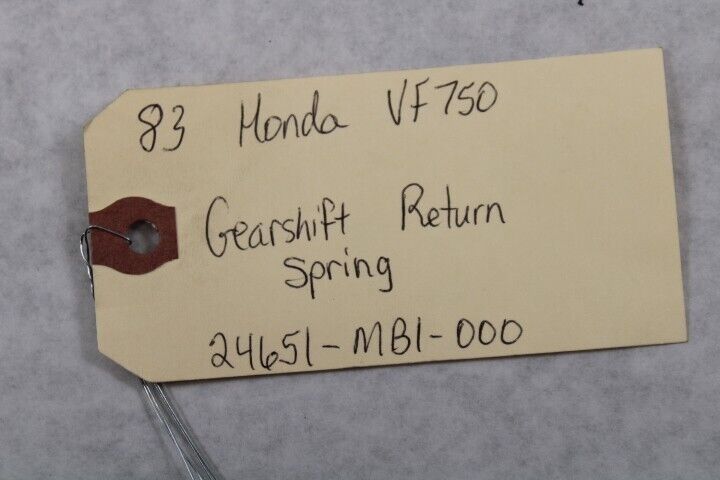 83 Honda VF750
Gearshift Return
Spring
24651-MB1-000